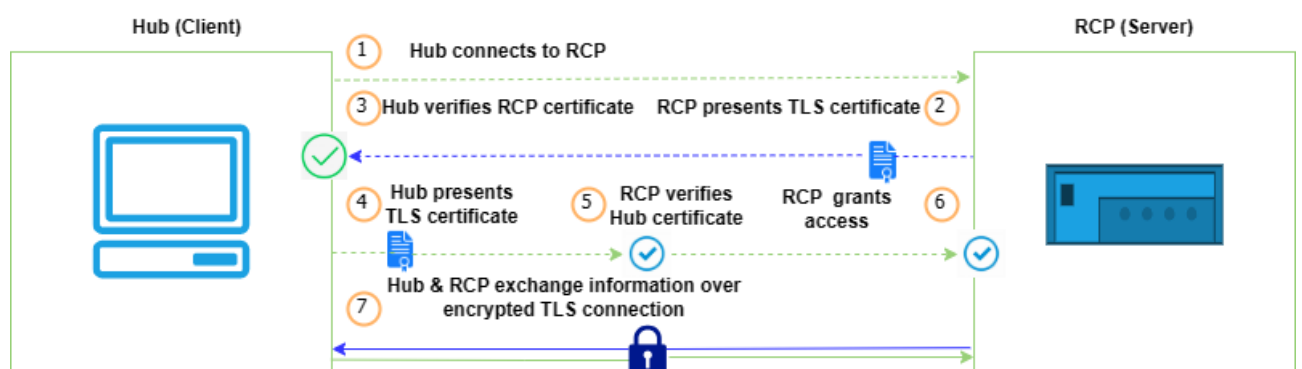 Hub (Client)
RCP (Server)
1 Hub connects to RCP
3 Hub verifies RCP certificate
RCP presents TLS certificate 2
4 Hub presents
TLS certificate
5 RCP verifies
Hub certificate
RCP grants
access
6
7 Hub & RCP exchange information over
encrypted TLS connection